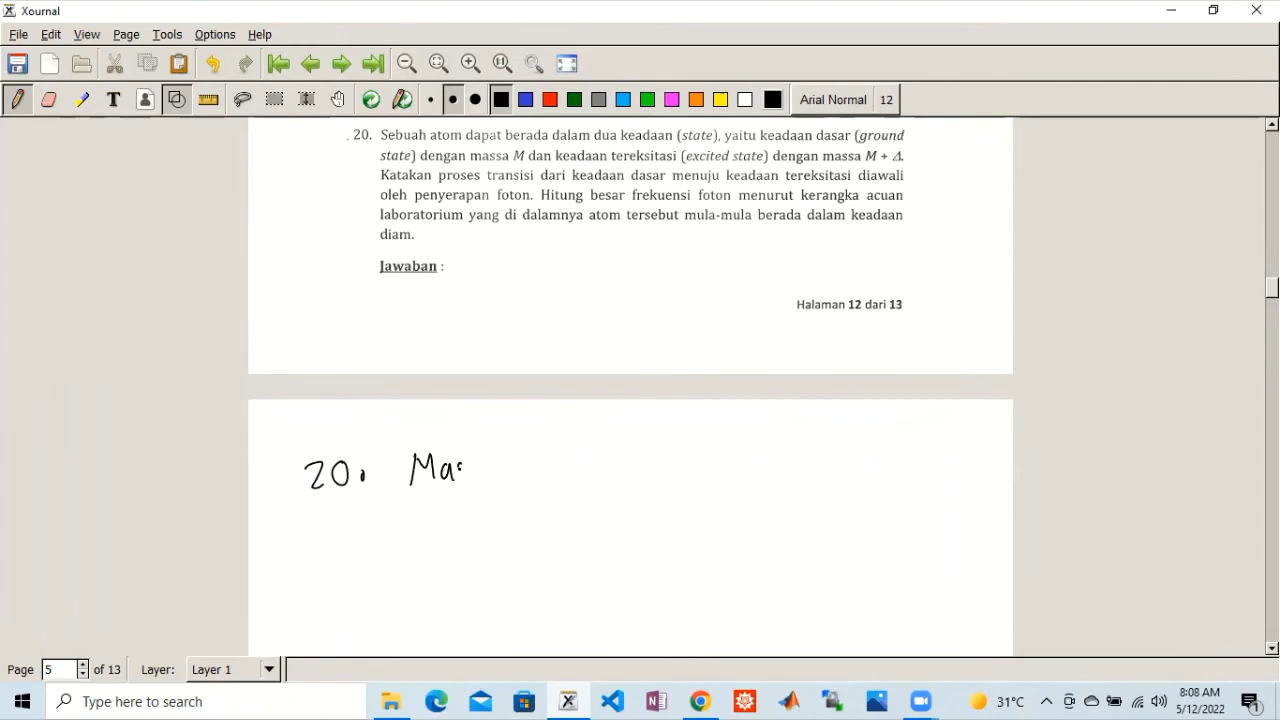 Xournal
File Edit View Page Tools Options Help
Arial Normal 12
20. Sebuah atom dapat berada dalam dua keadaan (state), yaitu keadaan dasar (ground
state) dengan massa M dan keadaan tereksitasi (excited state) dengan massa M + Δ.
Katakan proses transisi dari keadaan dasar menuju keadaan tereksitasi diawali
oleh penyerapan foton. Hitung besar frekuensi foton menurut kerangka acuan
laboratorium yang di dalamnya atom tersebut mula-mula berada dalam keadaan
diam.
Jawaban :
Halaman 12 dari 13
20. Mas
Page 5 of 13 Layer: Layer 1
Type here to search
31°C
8:08 AM
5/12/2022